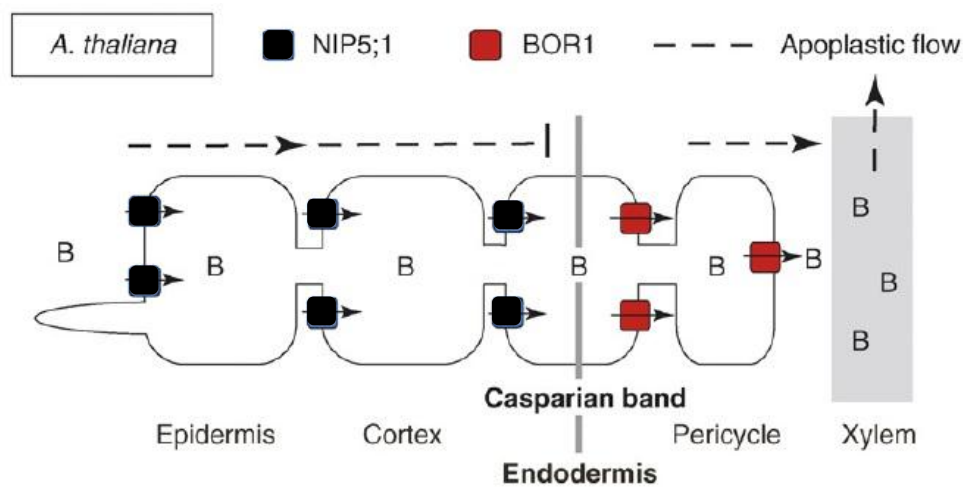 A. thaliana NIP5;1 BOR1 Apoplastic flow
B B B B B B B
B
B
Casparian band
Epidermis Cortex Pericycle Xylem
Endodermis